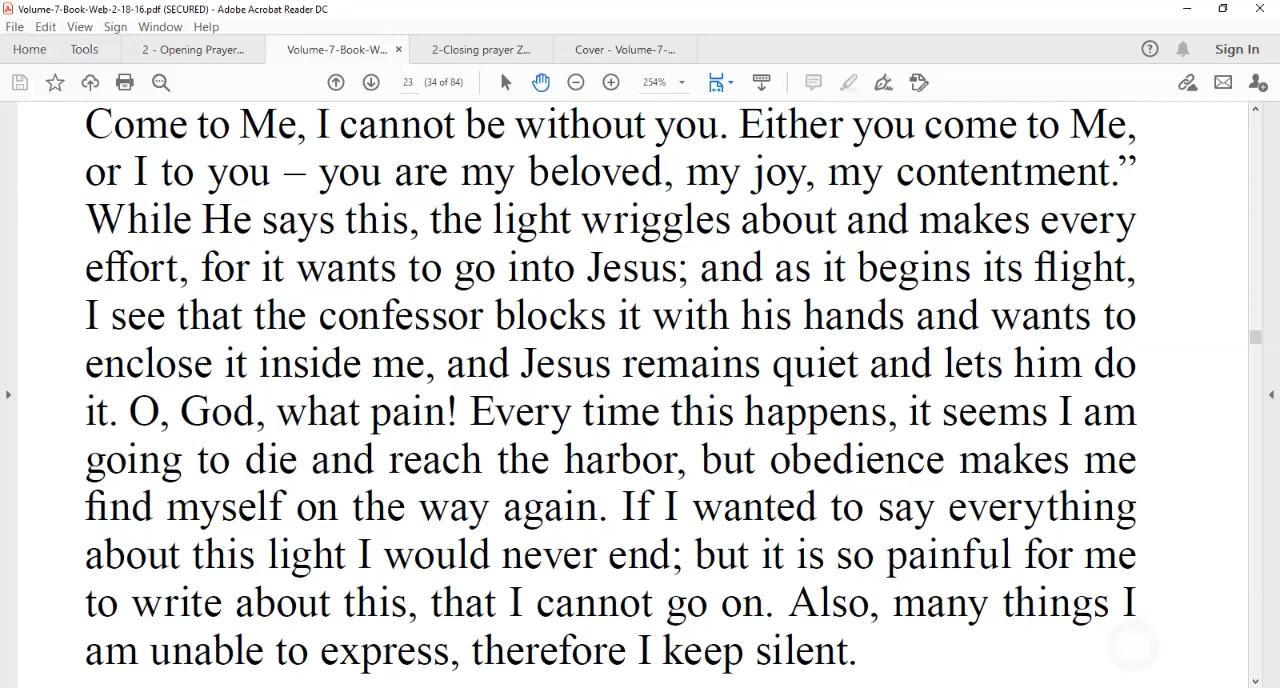 Volume-7-Book-Web-2-18-16.pdf (SECURED) - Adobe Acrobat Reader DC
File Edit View Sign Window Help
Home Tools 2 - Opening Prayer... Volume-7-Book-W... × 2-Closing prayer Z... Cover - Volume-7-... Sign In
23 (34 of 84) 254%
Come to Me, I cannot be without you. Either you come to Me,
or I to you – you are my beloved, my joy, my contentment.”
While He says this, the light wriggles about and makes every
effort, for it wants to go into Jesus; and as it begins its flight,
I see that the confessor blocks it with his hands and wants to
enclose it inside me, and Jesus remains quiet and lets him do
it. O, God, what pain! Every time this happens, it seems I am
going to die and reach the harbor, but obedience makes me
find myself on the way again. If I wanted to say everything
about this light I would never end; but it is so painful for me
to write about this, that I cannot go on. Also, many things I
am unable to express, therefore I keep silent.